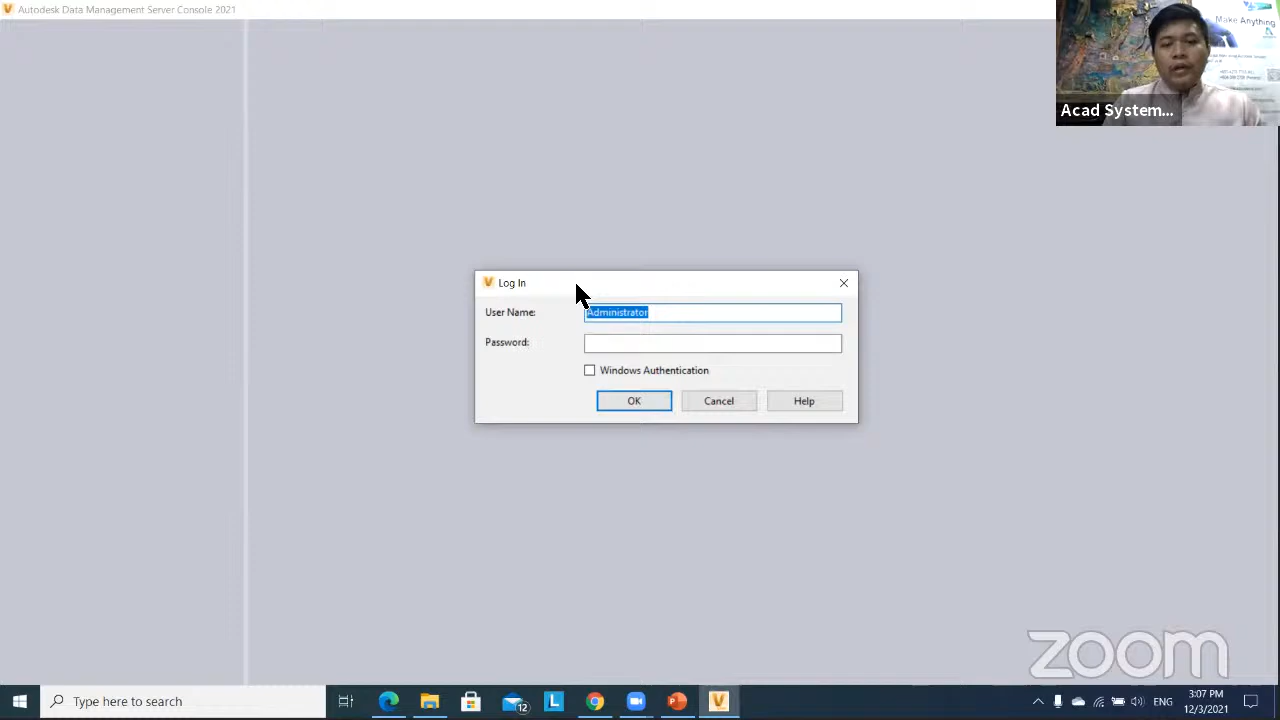 Autodesk Data Management Server Console 2021
Make Anything
Acad System...
Log In
User Name:
Administrator
Password:
Windows Authentication
OK
Cancel
Help
zoom
Type here to search
12
L
ENG
3:07 PM
12/3/2021